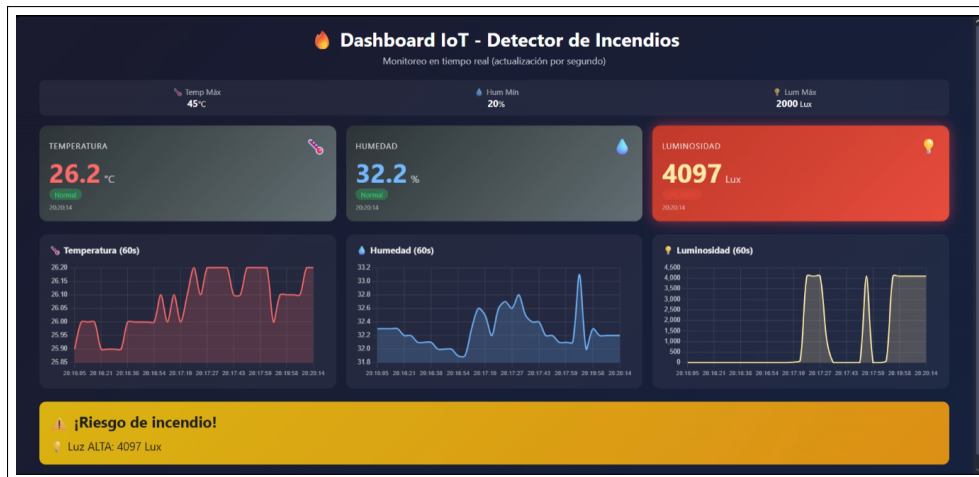 Dashboard IoT - Detector de Incendios
Monitoreo en tiempo real (actualización por segundo)
Temp Máx
45°C
Hum Mín
20%
Lum Máx
2000 Lux
TEMPERATURA
26.2 °C
Normal
20:20:14
HUMEDAD
32.2 %
Normal
20:20:14
LUMINOSIDAD
4097 Lux
20:20:14
Temperatura (60s)
26.20
26.15
26.10
26.05
26.00
25.95
25.90
25.85
20:16:05 20:16:21 20:16:38 20:16:54 20:17:10 20:17:27 20:17:43 20:17:59 20:19:58 20:20:14
Humedad (60s)
33.2
33.0
32.8
32.6
32.4
32.2
32.0
31.8
20:16:05 20:16:21 20:16:38 20:16:54 20:17:10 20:17:27 20:17:43 20:17:59 20:19:58 20:20:14
Luminosidad (60s)
4,500
4,000
3,500
3,000
2,500
2,000
1,500
1,000
500
0
20:16:05 20:16:21 20:16:38 20:16:54 20:17:10 20:17:27 20:17:43 20:17:59 20:19:58 20:20:14
¡Riesgo de incendio!
Luz ALTA: 4097 Lux